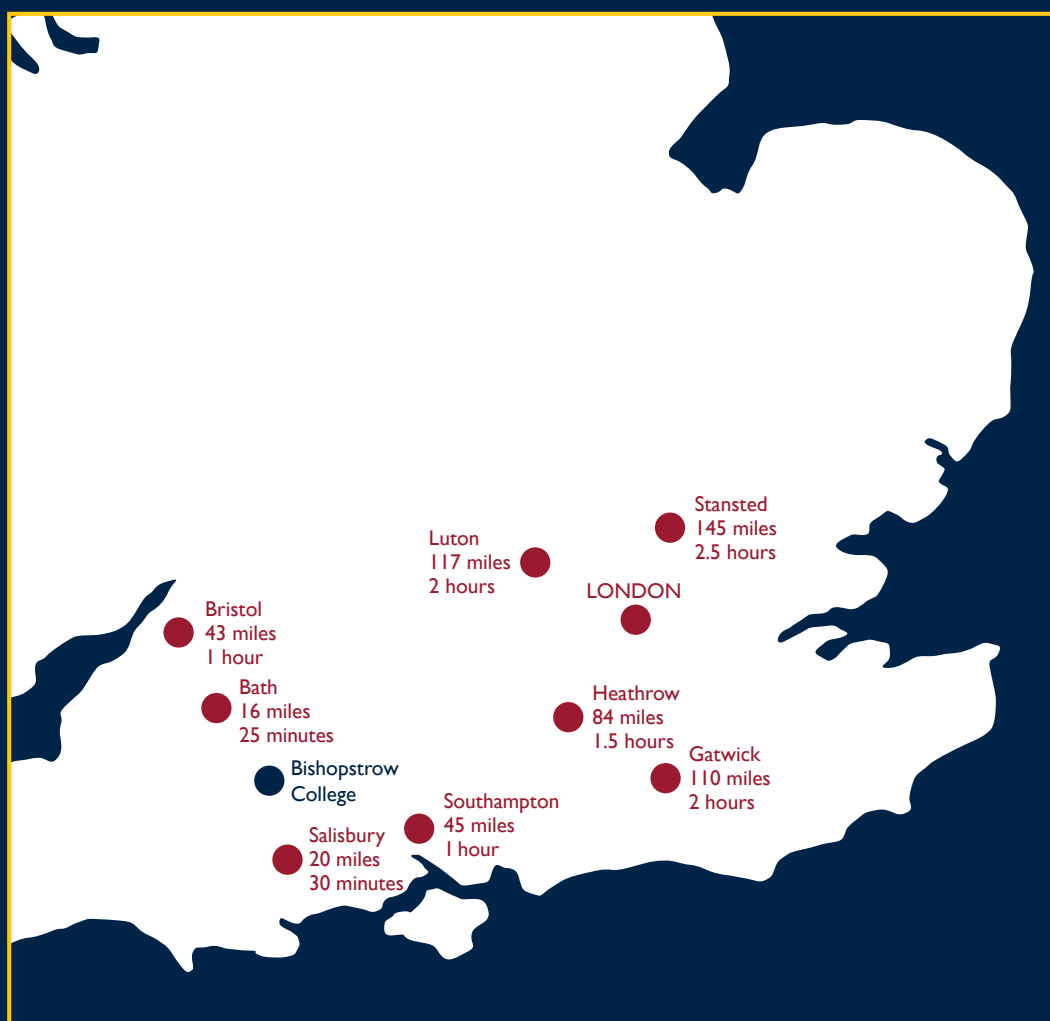 Stansted
145 miles
2.5 hours
Luton
117 miles
2 hours
LONDON
Bristol
43 miles
1 hour
Bath
16 miles
25 minutes
Heathrow
84 miles
1.5 hours
Gatwick
110 miles
2 hours
Bishopstrow
College
Southampton
45 miles
1 hour
Salisbury
20 miles
30 minutes